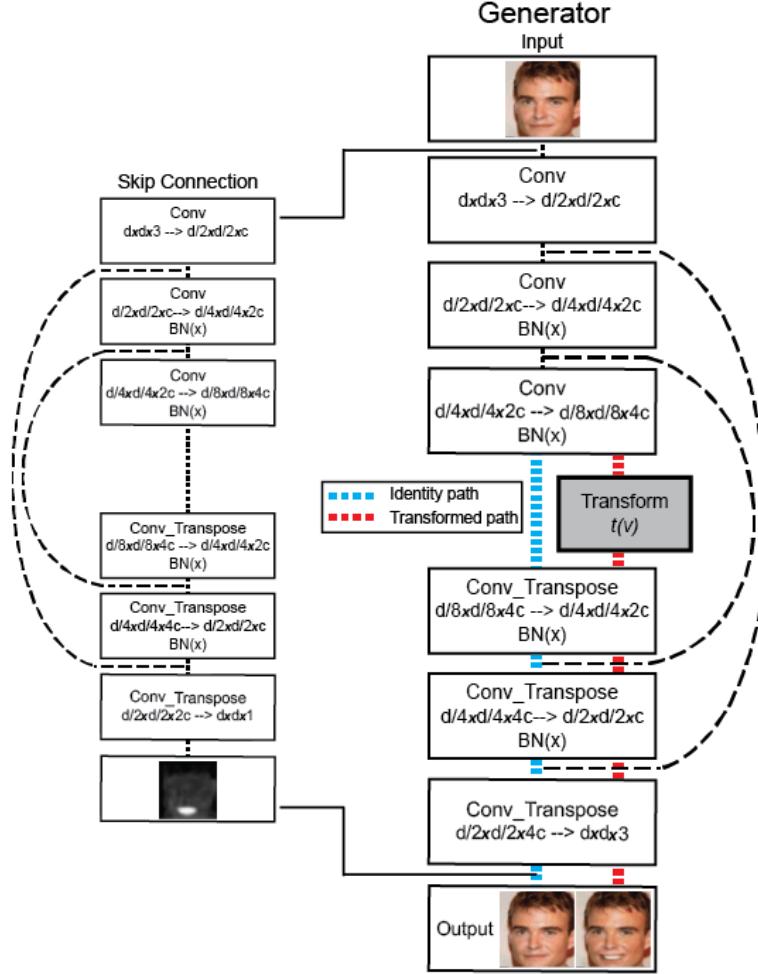 Generator
Input
Conv
dxdx3 --> d/2xd/2xc
Conv
d/2xd/2xc--> d/4xd/4x2c
BN(x)
Conv
d/4xd/4x2c --> d/8xd/8x4c
BN(x)
Identity path
Transformed path
Transform
t(v)
Conv_Transpose
d/8xd/8x4c --> d/4xd/4x2c
BN(x)
Conv_Transpose
d/4xd/4x4c--> d/2xd/2xc
BN(x)
Conv_Transpose
d/2xd/2x4c --> dxdx3
Output
Skip Connection
Conv
dxdx3 --> d/2xd/2xc
Conv
d/2xd/2xc--> d/4xd/4x2c
BN(x)
Conv
d/4xd/4x2c --> d/8xd/8x4c
BN(x)
Conv_Transpose
d/8xd/8x4c --> d/4xd/4x2c
BN(x)
Conv_Transpose
d/4xd/4x4c--> d/2xd/2xc
BN(x)
Conv_Transpose
d/2xd/2x2c --> dxdx1